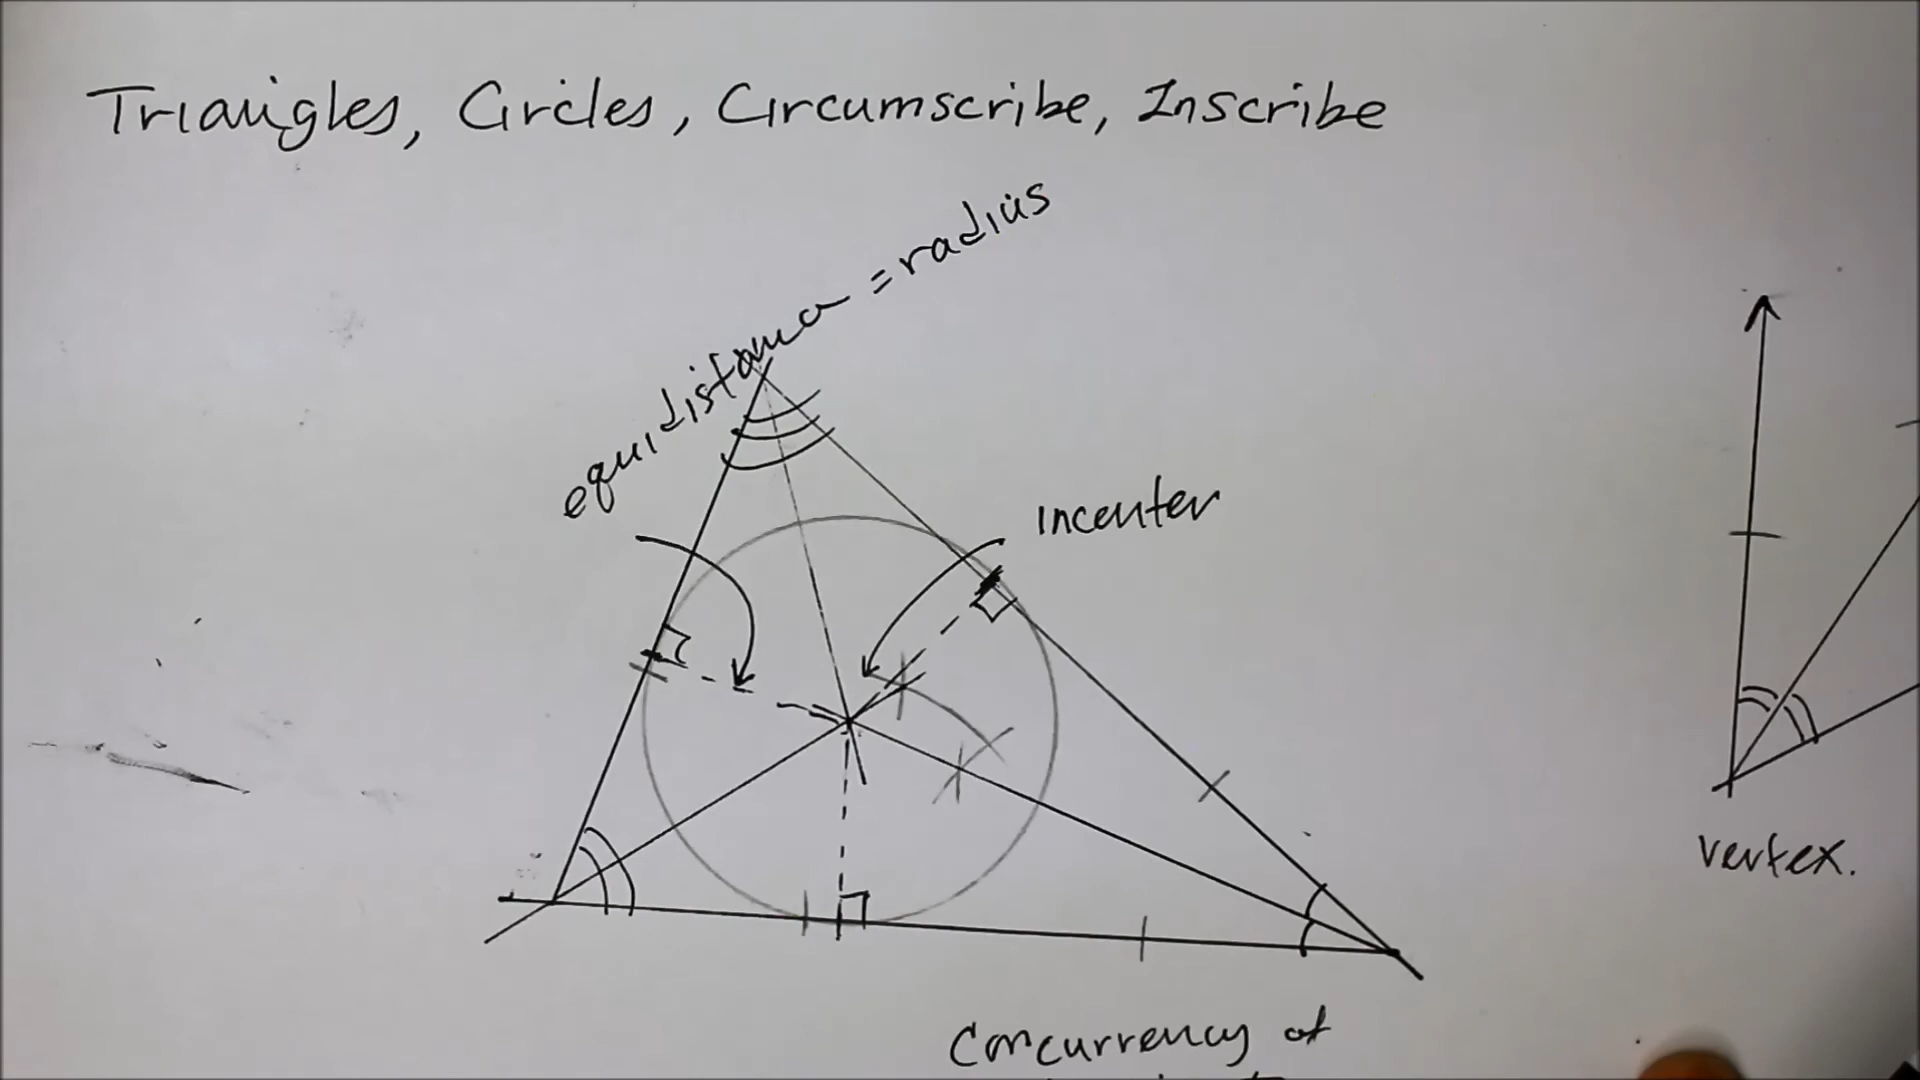 Triangles, Circles, Circumscribe, Inscribe
equidistance = radius
incenter
vertex.
Concurrency of